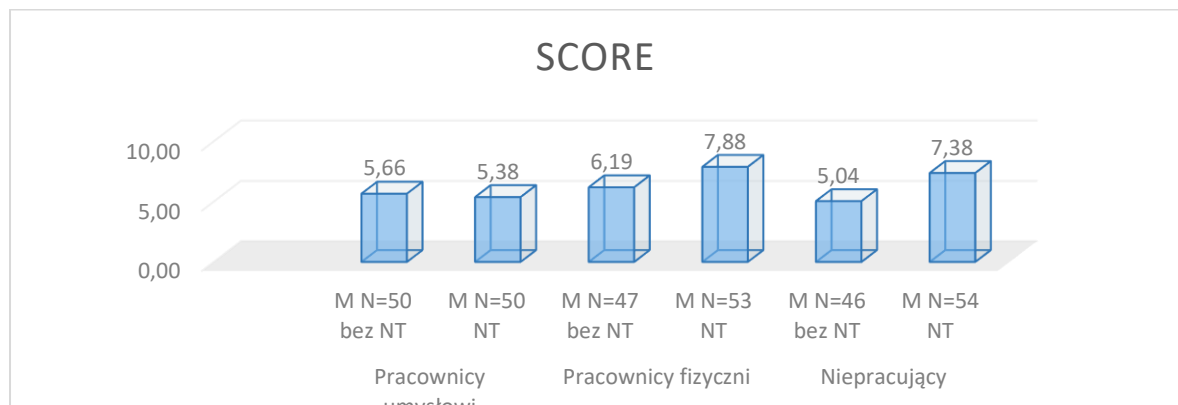 SCORE
10,00
5,00
0,00
5,66
5,38
6,19
7,88
5,04
7,38
M N=50 bez NT
M N=50 NT
M N=47 bez NT
M N=53 NT
M N=46 bez NT
M N=54 NT
Pracownicy umysłowi
Pracownicy fizyczni
Niepracujący